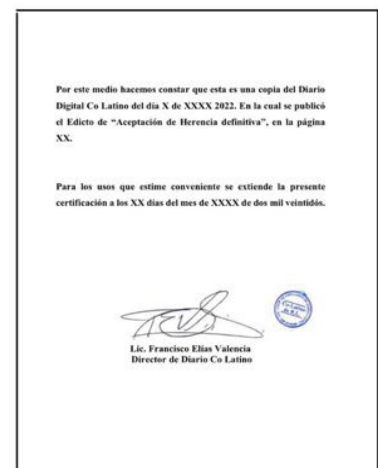 Por este medio hacemos constar que esta es una copia del Diario
Digital Co Latino del día X de XXXX 2022. En la cual se publicó
el Edicto de “Aceptación de Herencia definitiva”, en la página
XX.
Para los usos que estime conveniente se extiende la presente
certificación a los XX días del mes de XXXX de dos mil veintidós.
Co Latino
de R.L.
Lic. Francisco Elías Valencia
Director de Diario Co Latino